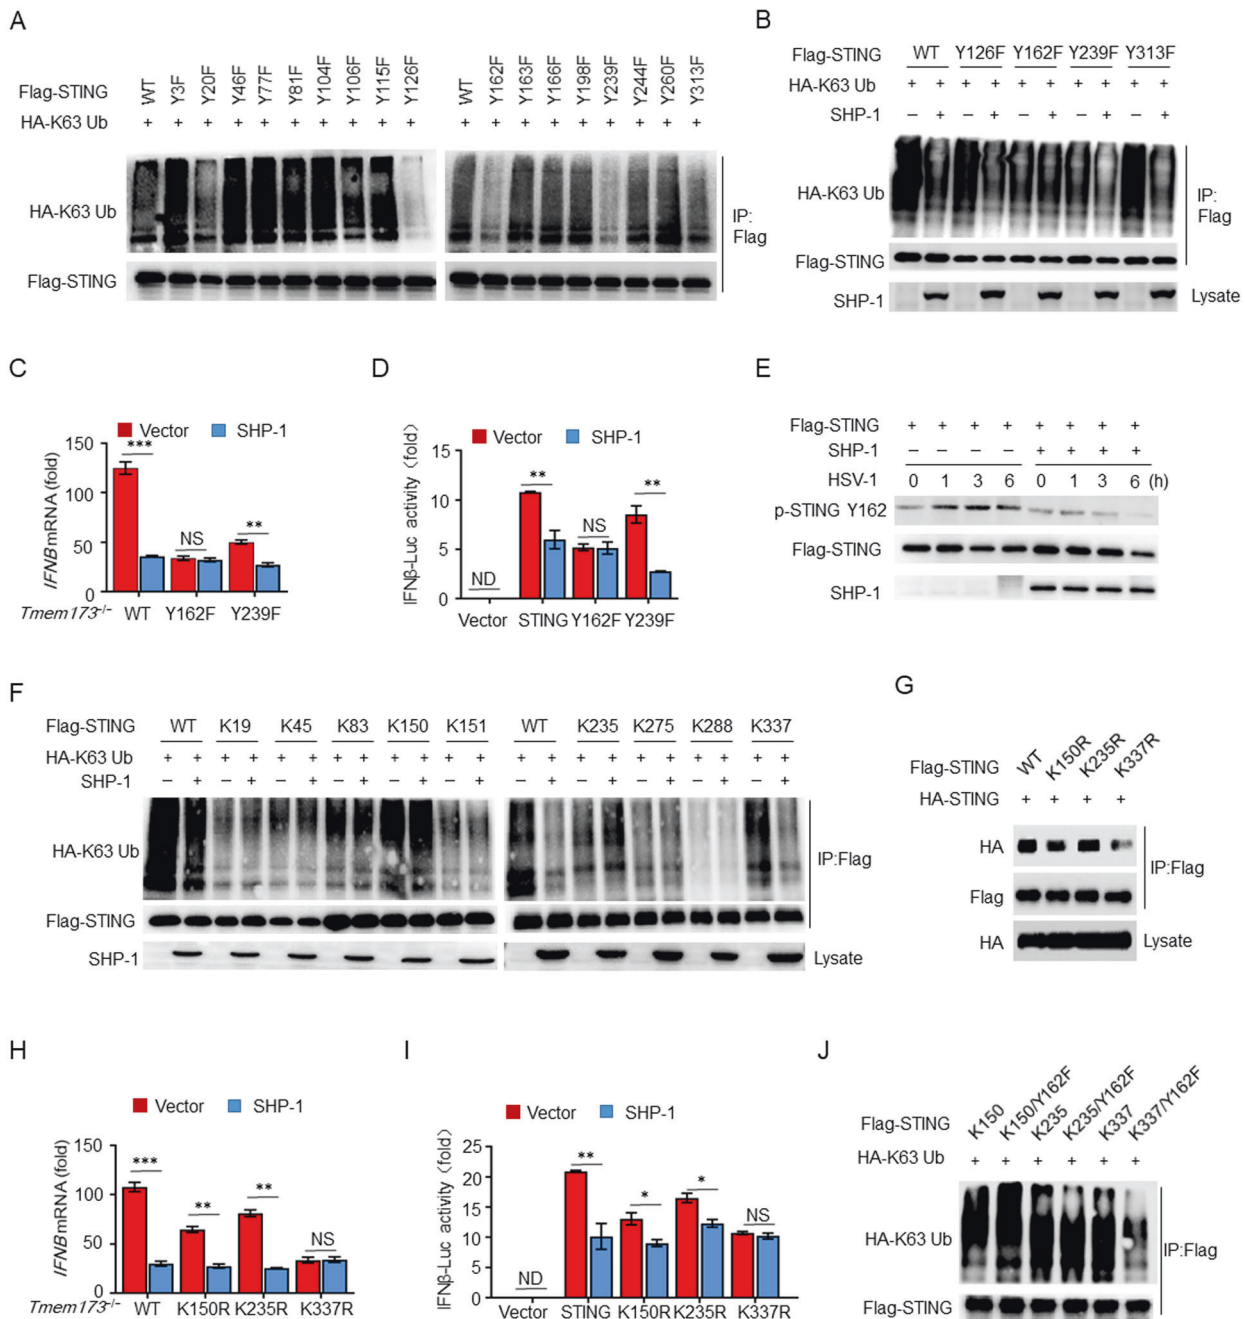 A
Flag-STING WT Y3F Y20F Y46F Y77F Y81F Y104F Y106F Y115F Y126F WT Y162F Y163F Y166F Y198F Y239F Y244F Y260F Y313F
HA-K63 Ub + + + + + + + + + + + + + + + + + + +
HA-K63 Ub
IP:
Flag
Flag-STING
B
Flag-STING WT Y126F Y162F Y239F Y313F
HA-K63 Ub + + + + + + + + + +
SHP-1 − + − + − + − + − +
HA-K63 Ub
IP:
Flag
Flag-STING
SHP-1 Lysate
C
Vector SHP-1
IFNB mRNA (fold)
150
100
50
0
*** NS **
Tmem173−/− WT Y162F Y239F
D
Vector SHP-1
IFNβ-Luc activity (fold)
15
10
5
0
ND ** NS **
Vector STING Y162F Y239F
E
Flag-STING + + + + + + + +
SHP-1 − − − − + + + +
HSV-1 0 1 3 6 0 1 3 6 (h)
p-STING Y162
Flag-STING
SHP-1
F
Flag-STING WT K19 K45 K83 K150 K151 WT K235 K275 K288 K337
HA-K63 Ub + + + + + + + + + + + + + + + + + + + + + +
SHP-1 − + − + − + − + − + − + − + − + − + − + − +
HA-K63 Ub
IP:Flag
Flag-STING
SHP-1 Lysate
G
Flag-STING WT K150R K235R K337R
HA-STING + + + +
HA
IP:Flag
Flag
HA Lysate
H
Vector SHP-1
IFNB mRNA (fold)
150
100
50
0
*** ** ** NS
Tmem173−/− WT K150R K235R K337R
I
Vector SHP-1
IFNβ-Luc activity (fold)
25
20
15
10
5
0
ND ** * * NS
Vector STING K150R K235R K337R
J
Flag-STING K150 K150/Y162F K235 K235/Y162F K337 K337/Y162F
HA-K63 Ub + + + + + +
HA-K63 Ub
IP:Flag
Flag-STING